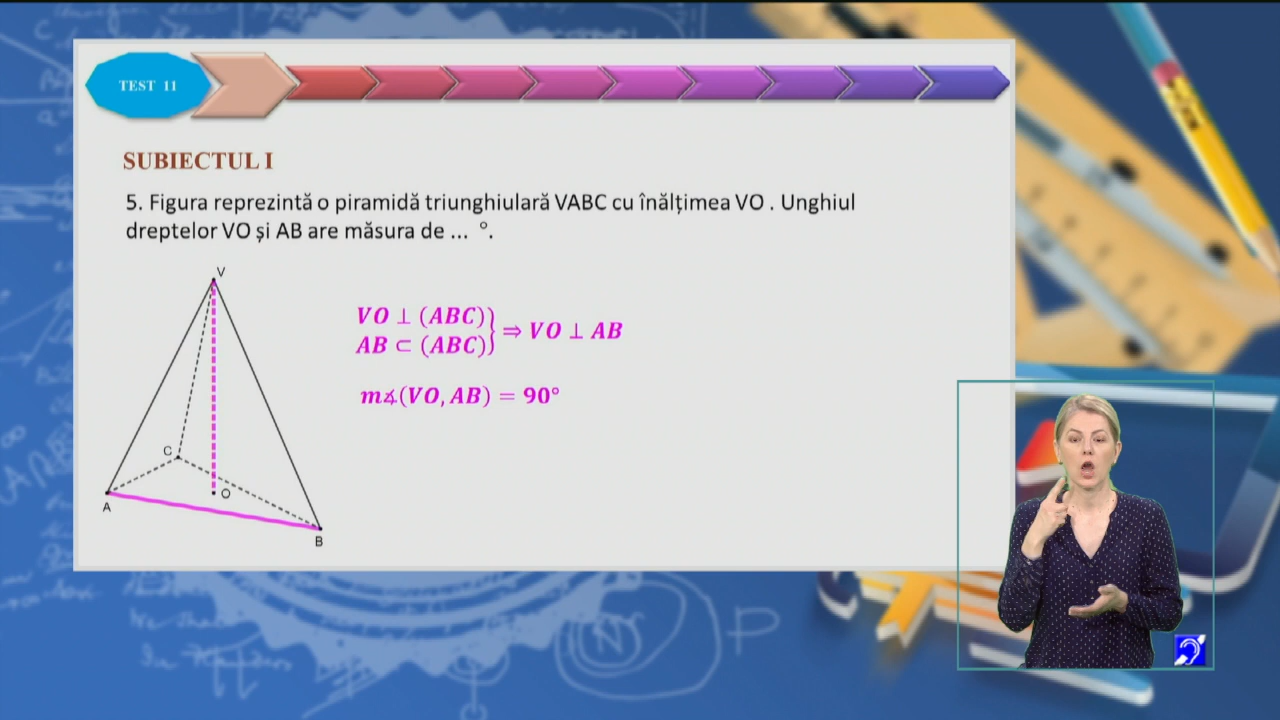 TEST 11
SUBIECTUL I
5. Figura reprezintă o piramidă triunghiulară VABC cu înălțimea VO . Unghiul
dreptelor VO și AB are măsura de ... °.
V
VO ⊥ (ABC)
AB ⊂ (ABC)} ⇒ VO ⊥ AB
m∡(VO, AB) = 90°
C
O
A
B
N
P